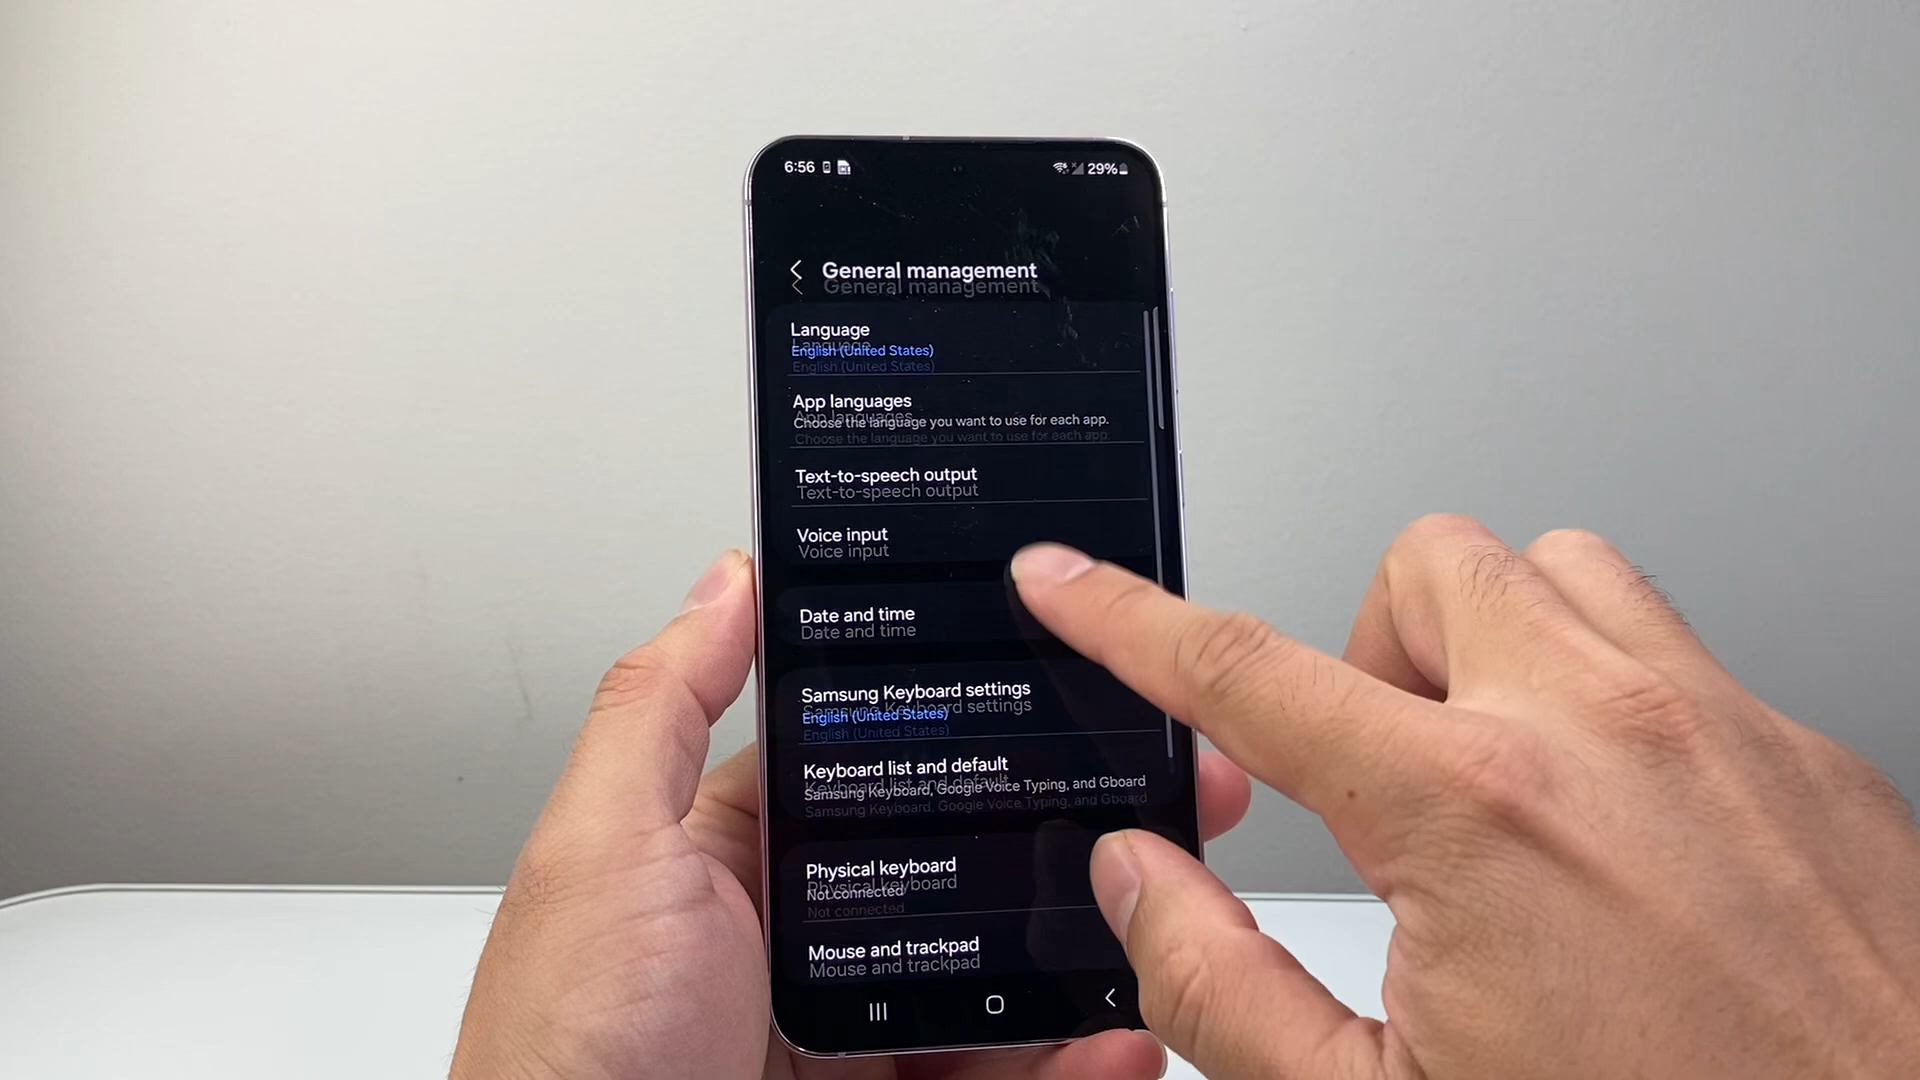 6:56 29%
General management
Language
English (United States)
App languages
Choose the language you want to use for each app.
Text-to-speech output
Voice input
Date and time
Samsung Keyboard settings
English (United States)
Keyboard list and default
Samsung Keyboard, Google Voice Typing, and Gboard
Physical keyboard
Not connected
Mouse and trackpad